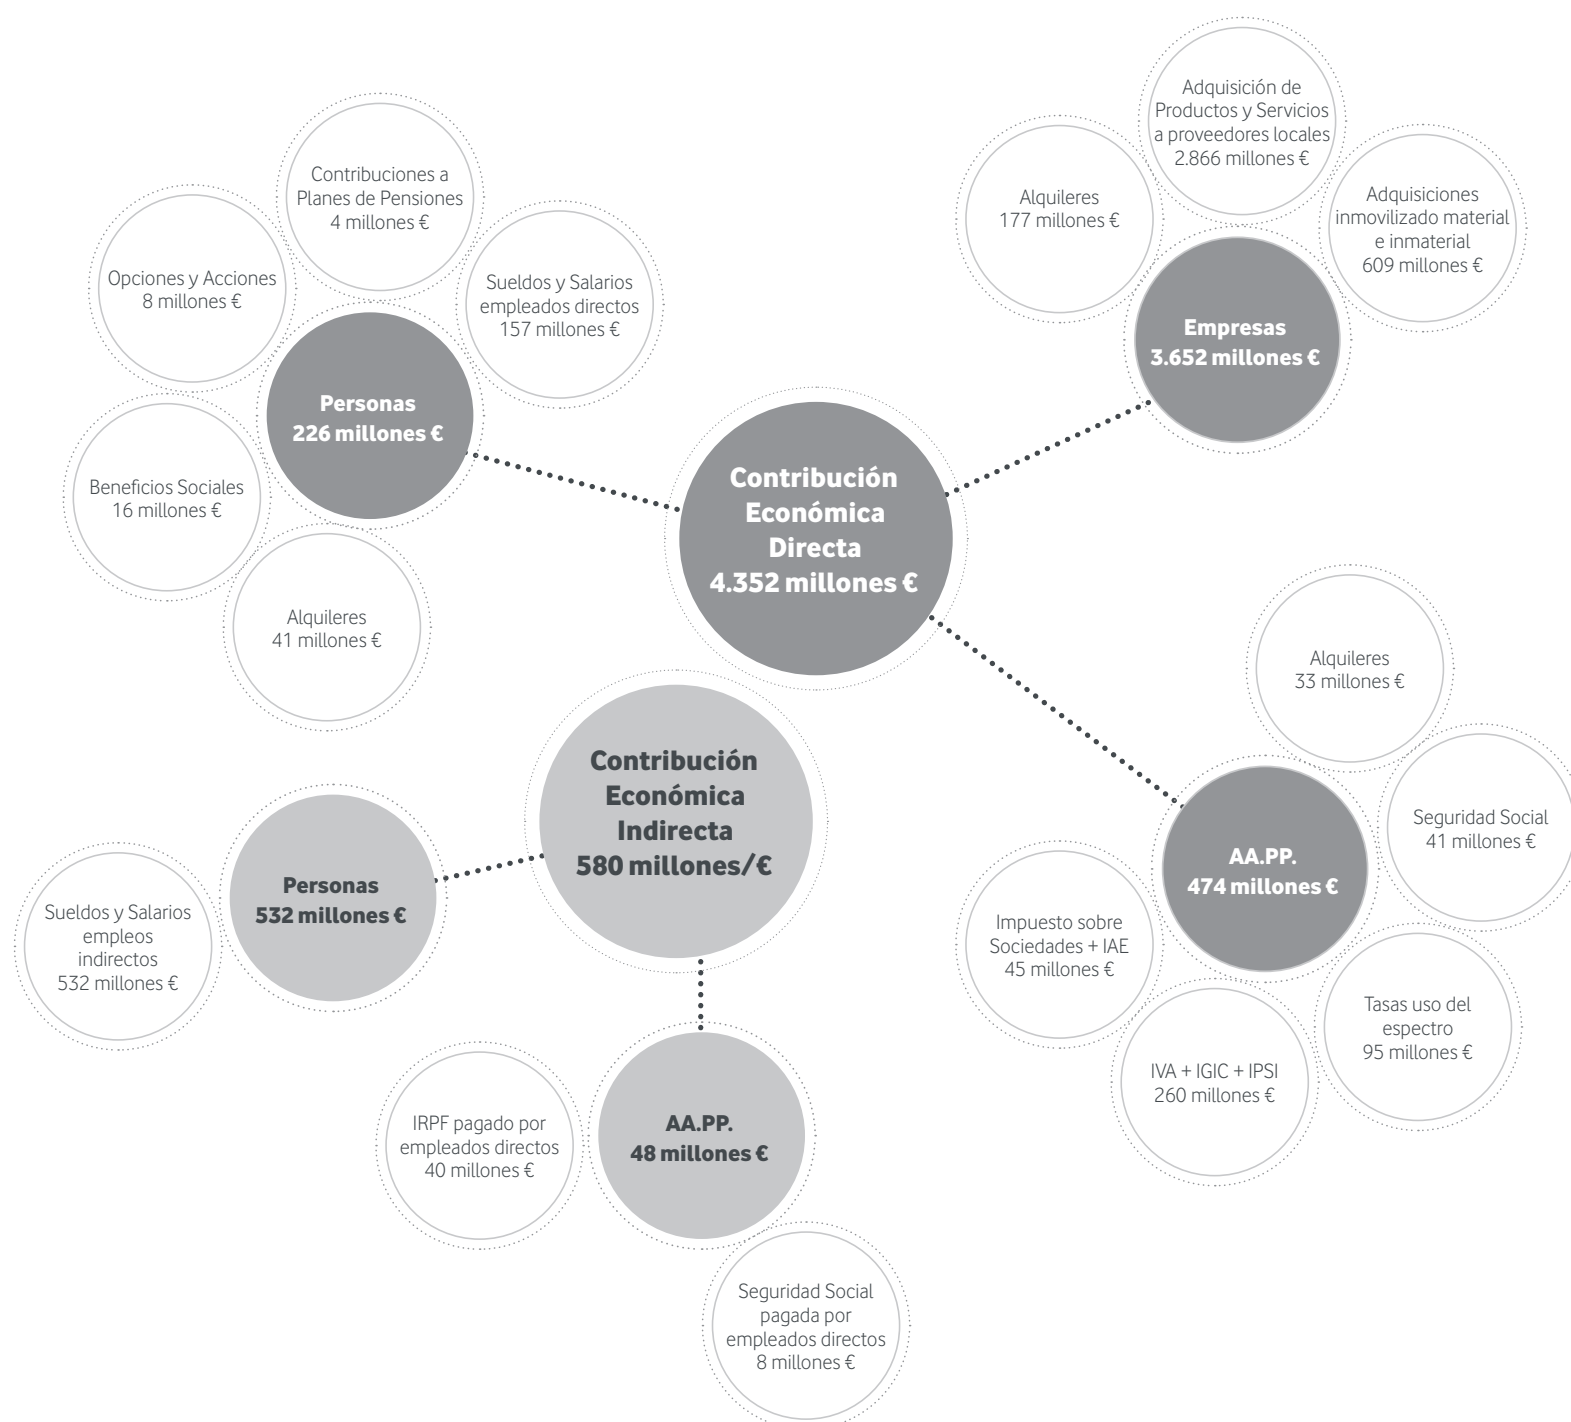 Contribuciones a
Planes de Pensiones
4 millones €
Opciones y Acciones
8 millones €
Sueldos y Salarios
empleados directos
157 millones €
Personas
226 millones €
Beneficios Sociales
16 millones €
Alquileres
41 millones €
Adquisición de
Productos y Servicios
a proveedores locales
2.866 millones €
Alquileres
177 millones €
Adquisiciones
inmovilizado material
e inmaterial
609 millones €
Empresas
3.652 millones €
Contribución
Económica
Directa
4.352 millones €
Alquileres
33 millones €
Seguridad Social
41 millones €
AA.PP.
474 millones €
Impuesto sobre
Sociedades + IAE
45 millones €
Tasas uso del
espectro
95 millones €
IVA + IGIC + IPSI
260 millones €
Contribución
Económica
Indirecta
580 millones/€
Personas
532 millones €
Sueldos y Salarios
empleos
indirectos
532 millones €
AA.PP.
48 millones €
IRPF pagado por
empleados directos
40 millones €
Seguridad Social
pagada por
empleados directos
8 millones €